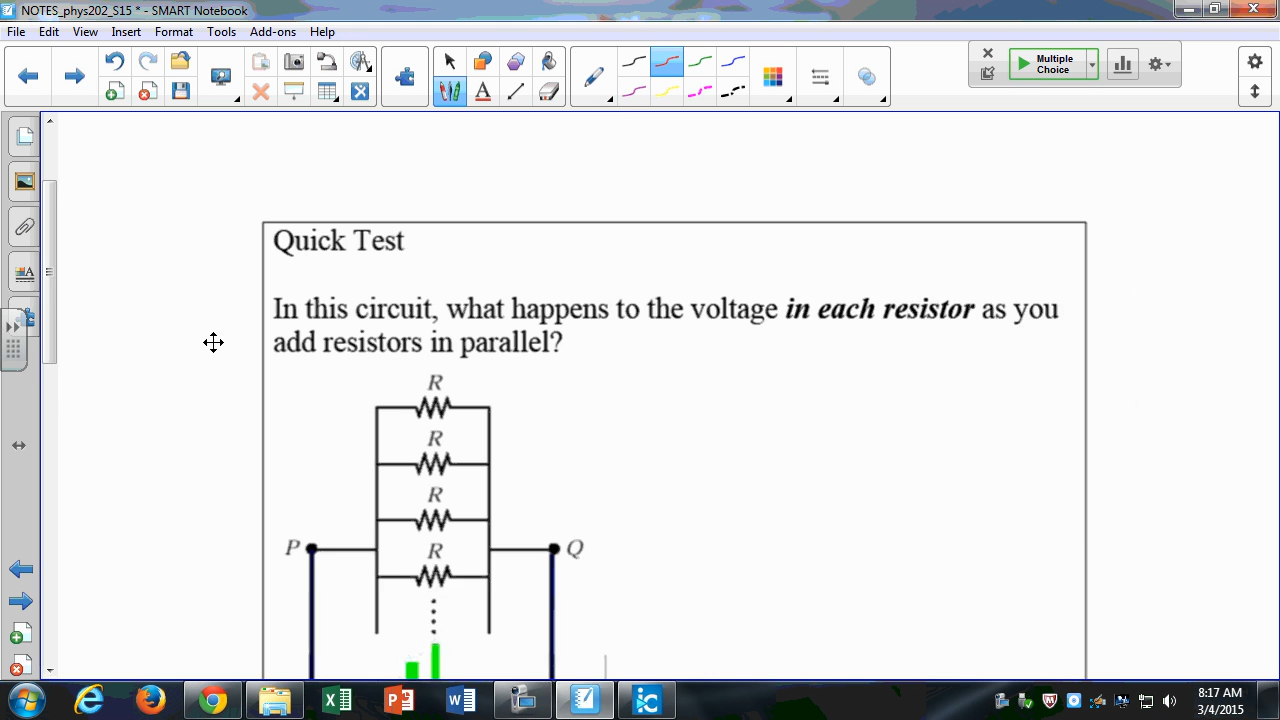 NOTES_phys202_S15 * - SMART Notebook
File Edit View Insert Format Tools Add-ons Help
Multiple
Choice
Quick Test
In this circuit, what happens to the voltage in each resistor as you
add resistors in parallel?
R
R
R
P R Q
8:17 AM
3/4/2015